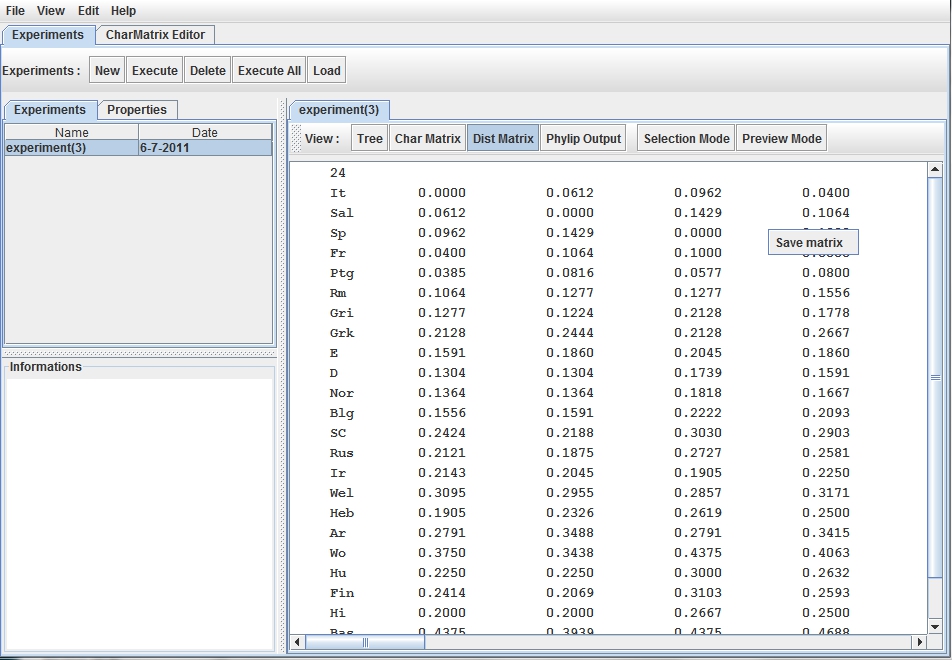 File View Edit Help
Experiments CharMatrix Editor
Experiments : New Execute Delete Execute All Load
Experiments Properties
Name Date
experiment(3) 6-7-2011
Informations
experiment(3)
View : Tree Char Matrix Dist Matrix Phylip Output Selection Mode Preview Mode
24
It 0.0000 0.0612 0.0962 0.0400
Sal 0.0612 0.0000 0.1429 0.1064
Sp 0.0962 0.1429 0.0000
Save matrix
Fr 0.0400 0.1064 0.1000
Ptg 0.0385 0.0816 0.0577 0.0800
Rm 0.1064 0.1277 0.1277 0.1556
Gri 0.1277 0.1224 0.2128 0.1778
Grk 0.2128 0.2444 0.2128 0.2667
E 0.1591 0.1860 0.2045 0.1860
D 0.1304 0.1304 0.1739 0.1591
Nor 0.1364 0.1364 0.1818 0.1667
Blg 0.1556 0.1591 0.2222 0.2093
SC 0.2424 0.2188 0.3030 0.2903
Rus 0.2121 0.1875 0.2727 0.2581
Ir 0.2143 0.2045 0.1905 0.2250
Wel 0.3095 0.2955 0.2857 0.3171
Heb 0.1905 0.2326 0.2619 0.2500
Ar 0.2791 0.3488 0.2791 0.3415
Wo 0.3750 0.3438 0.4375 0.4063
Hu 0.2250 0.2250 0.3000 0.2632
Fin 0.2414 0.2069 0.3103 0.2593
Hi 0.2000 0.2000 0.2667 0.2500
Bas 0.4375 0.3939 0.4375 0.4688